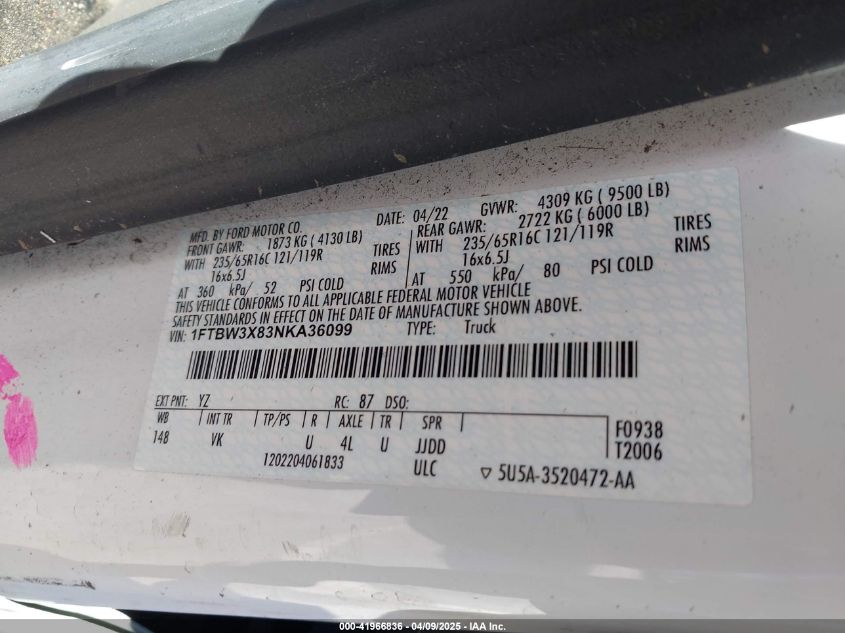 MFD. BY FORD MOTOR CO. DATE: 04/22 GVWR: 4309 KG ( 9500 LB)
FRONT GAWR: 1873 KG ( 4130 LB) REAR GAWR: 2722 KG ( 6000 LB)
WITH 235/65R16C 121/119R TIRES WITH 235/65R16C 121/119R TIRES
16x6.5J RIMS 16x6.5J RIMS
AT 360 kPa/ 52 PSI COLD AT 550 kPa/ 80 PSI COLD
THIS VEHICLE CONFORMS TO ALL APPLICABLE FEDERAL MOTOR VEHICLE
SAFETY STANDARDS IN EFFECT ON THE DATE OF MANUFACTURE SHOWN ABOVE.
VIN: 1FTBW3X83NKA36099 TYPE: Truck
EXT PNT: YZ RC: 87 DSO:
WB INT TR TP/PS R AXLE TR SPR
148 VK U 4L U JJDD
F0938
T2006
1202204061833 ULC 5U5A-3520472-AA
000-41966836 - 04/09/2025 - IAA Inc.